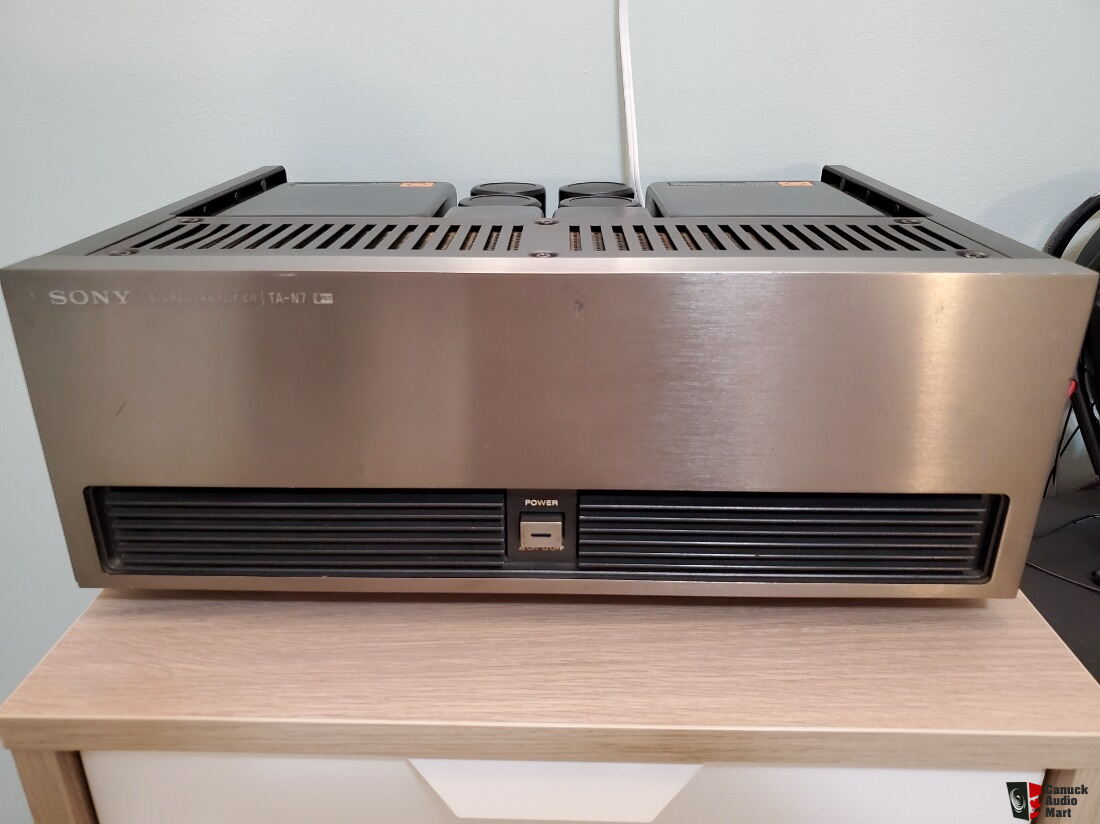 SONY STEREO AMPLIFIER | TA-N7
POWER
Canuck
Audio
Mart